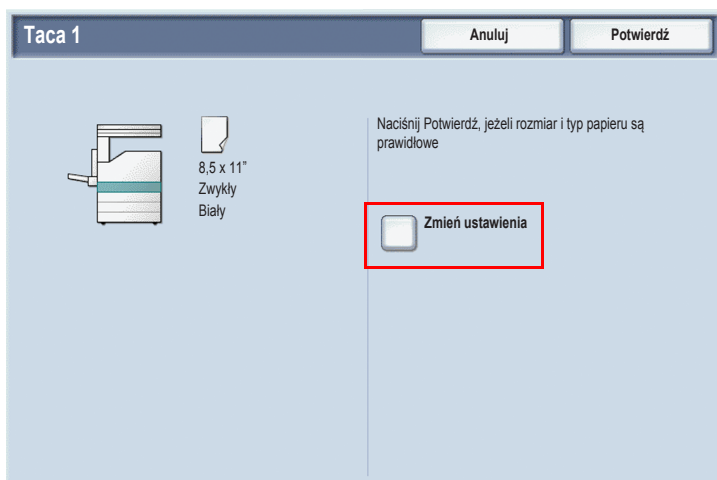 Taca 1
Anuluj
Potwierdź
8,5 x 11”
Zwykły
Biały
Naciśnij Potwierdź, jeżeli rozmiar i typ papieru są
prawidłowe
Zmień ustawienia